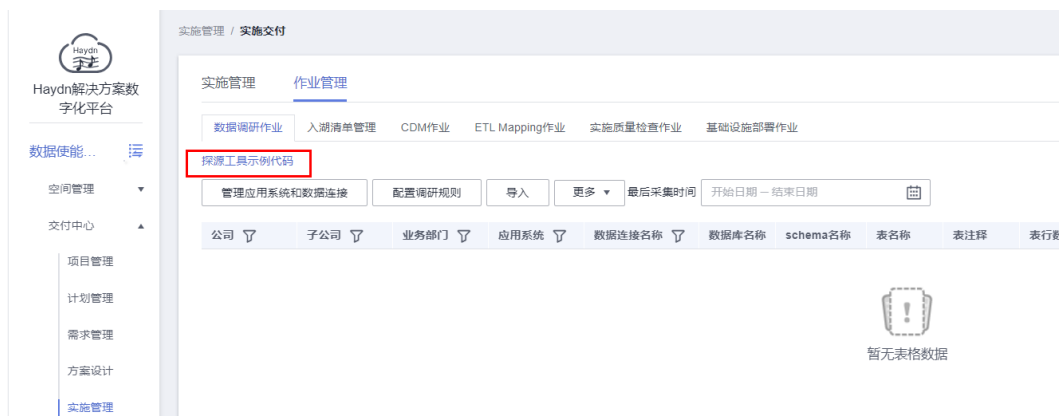 实施管理 / 实施交付
Haydn
Haydn解决方案数
字化平台
数据使能...
空间管理
交付中心
项目管理
计划管理
需求管理
方案设计
实施管理
实施管理 作业管理
数据调研作业 入湖清单管理 CDM作业 ETL Mapping作业 实施质量检查作业 基础设施部署作业
探源工具示例代码
管理应用系统和数据连接 配置调研规则 导入 更多 最后采集时间 开始日期 – 结束日期
公司 子公司 业务部门 应用系统 数据连接名称 数据库名称 schema名称 表名称 表注释 表行数
暂无表格数据